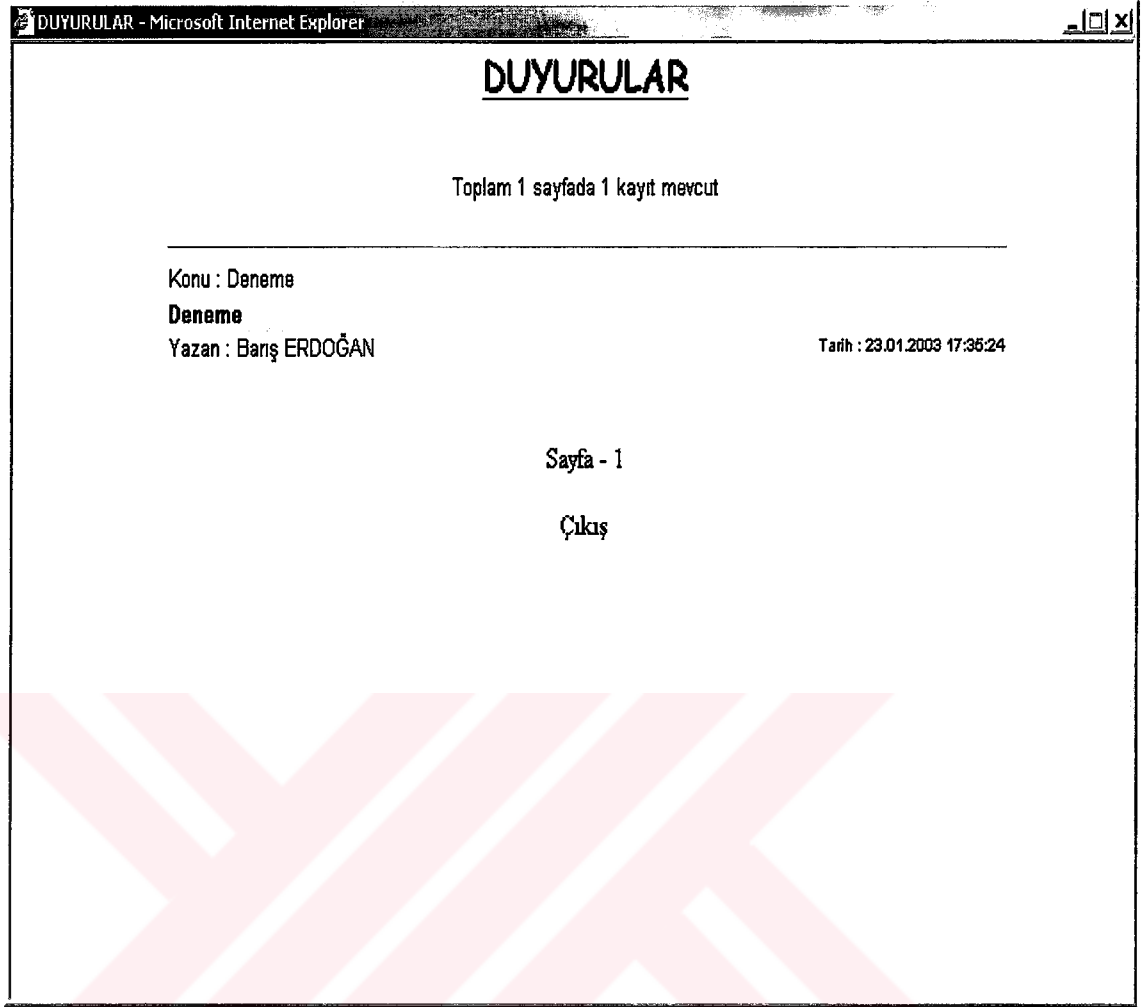 DUYURULAR - Microsoft Internet Explorer
DUYURULAR
Toplam 1 sayfada 1 kayıt mevcut
Konu : Deneme
Deneme
Yazan : Barış ERDOĞAN
Tarih : 23.01.2003 17:35:24
Sayfa - 1
Çıkış